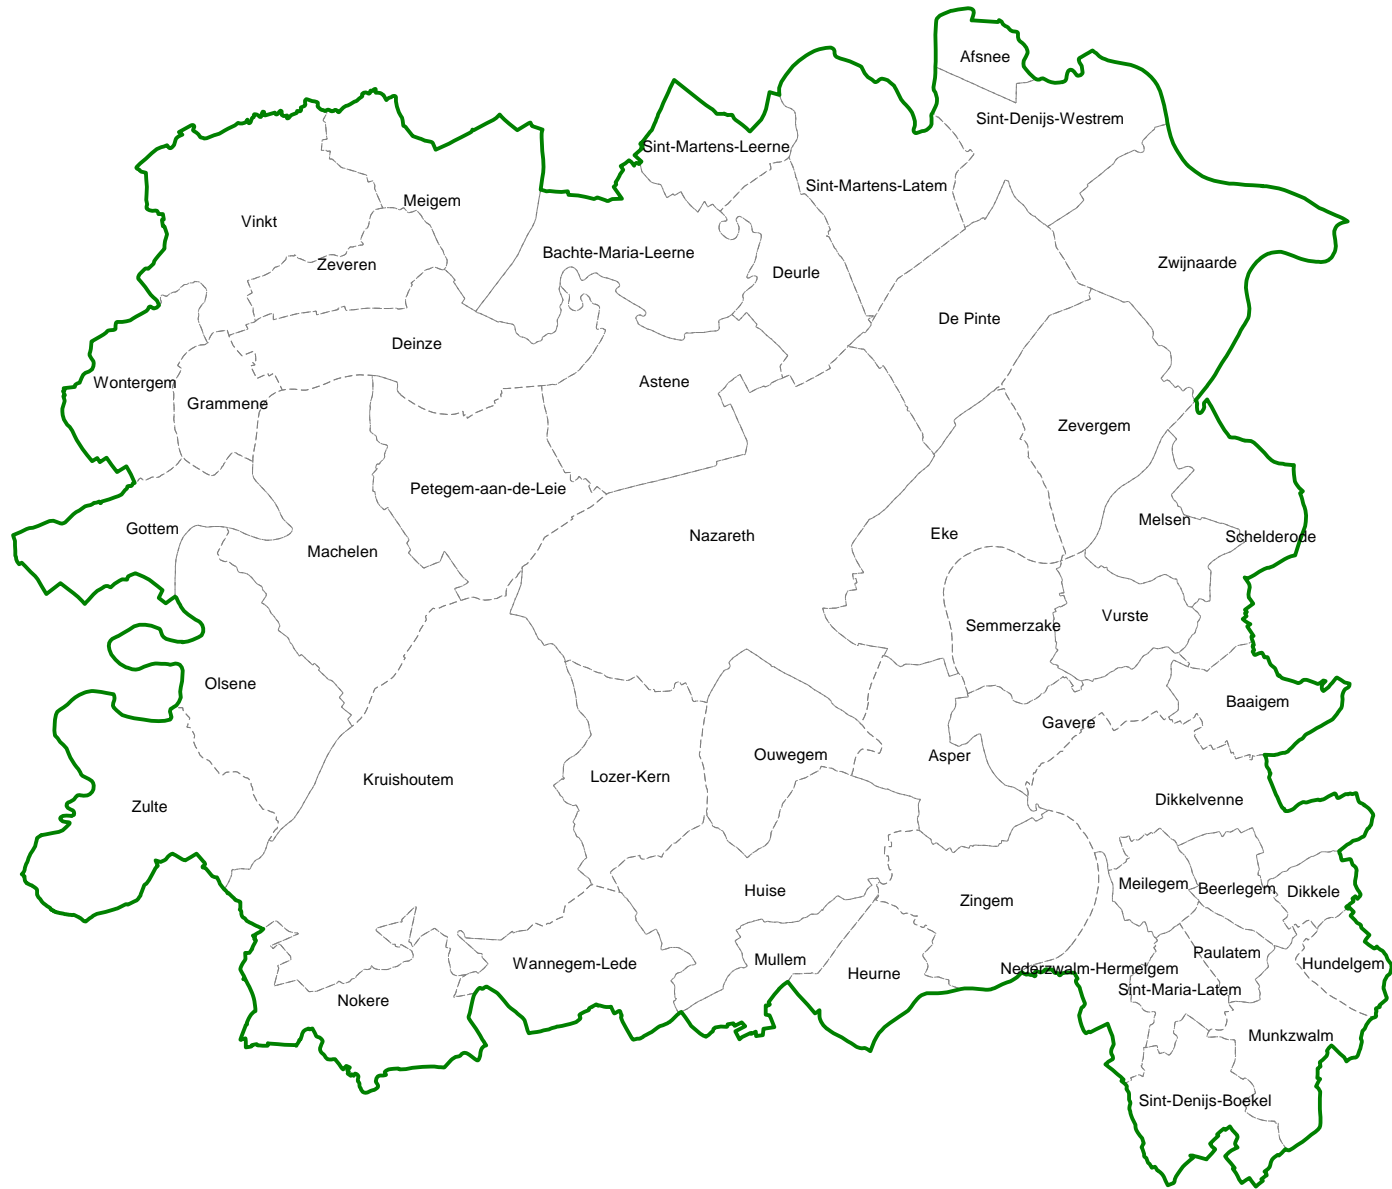 Afsnee
Sint-Denijs-Westrem
Sint-Martens-Leerne
Sint-Martens-Latem
Meigem
Vinkt
Bachte-Maria-Leerne
Zeveren
Deurle
Zwijnaarde
De Pinte
Deinze
Astene
Wontergem
Grammene
Zevergem
Petegem-aan-de-Leie
Melsen
Gottem
Nazareth
Eke
Schelderode
Machelen
Vurste
Semmerzake
Olsene
Baaigem
Gavere
Ouwegem
Asper
Lozer-Kern
Kruishoutem
Dikkelvenne
Zulte
Meilegem
Beerlegem
Dikkele
Huise
Zingem
Paulatem
Mullem
Wannegem-Lede
Hundelgem
Nederzwalm-Hermelgem
Heurne
Sint-Maria-Latem
Nokere
Munkzwalm
Sint-Denijs-Boekel